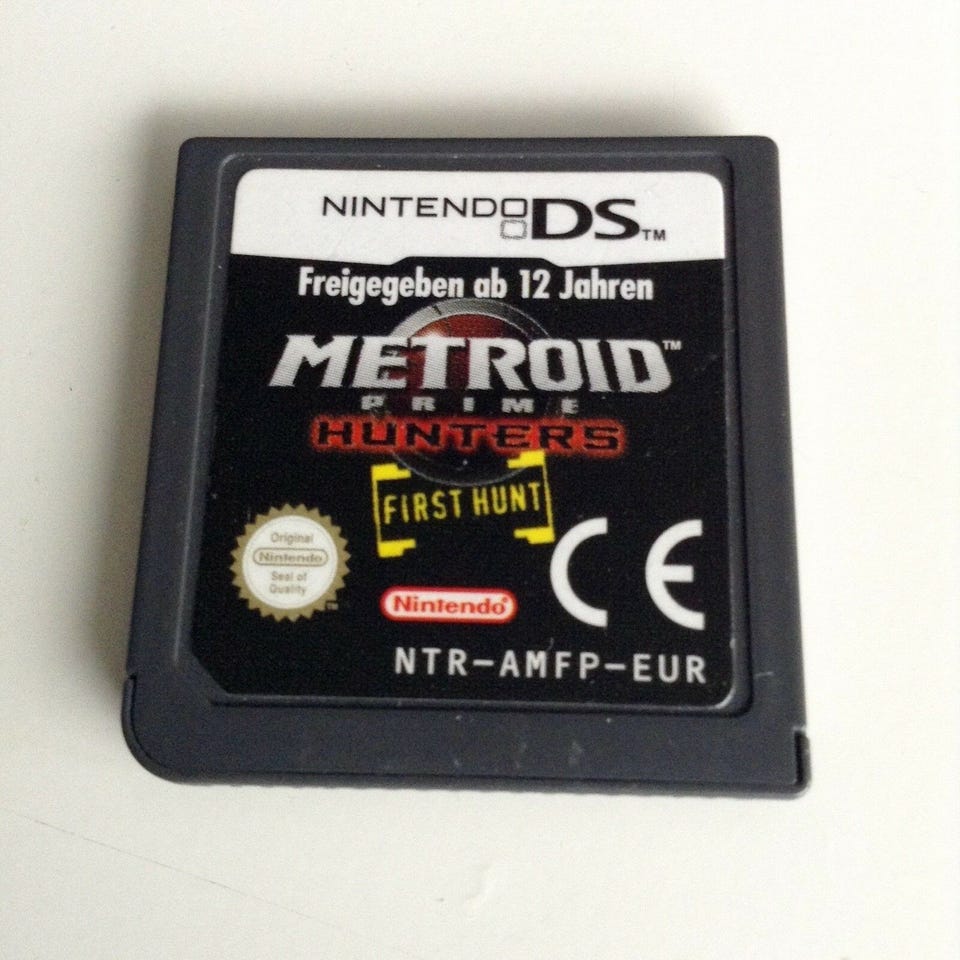 NINTENDO DS™
Freigegeben ab 12 Jahren
METROID™
PRIME
HUNTERS
FIRST HUNT
Original
Nintendo
Seal of
Quality
TM
Nintendo®
CE
NTR-AMFP-EUR